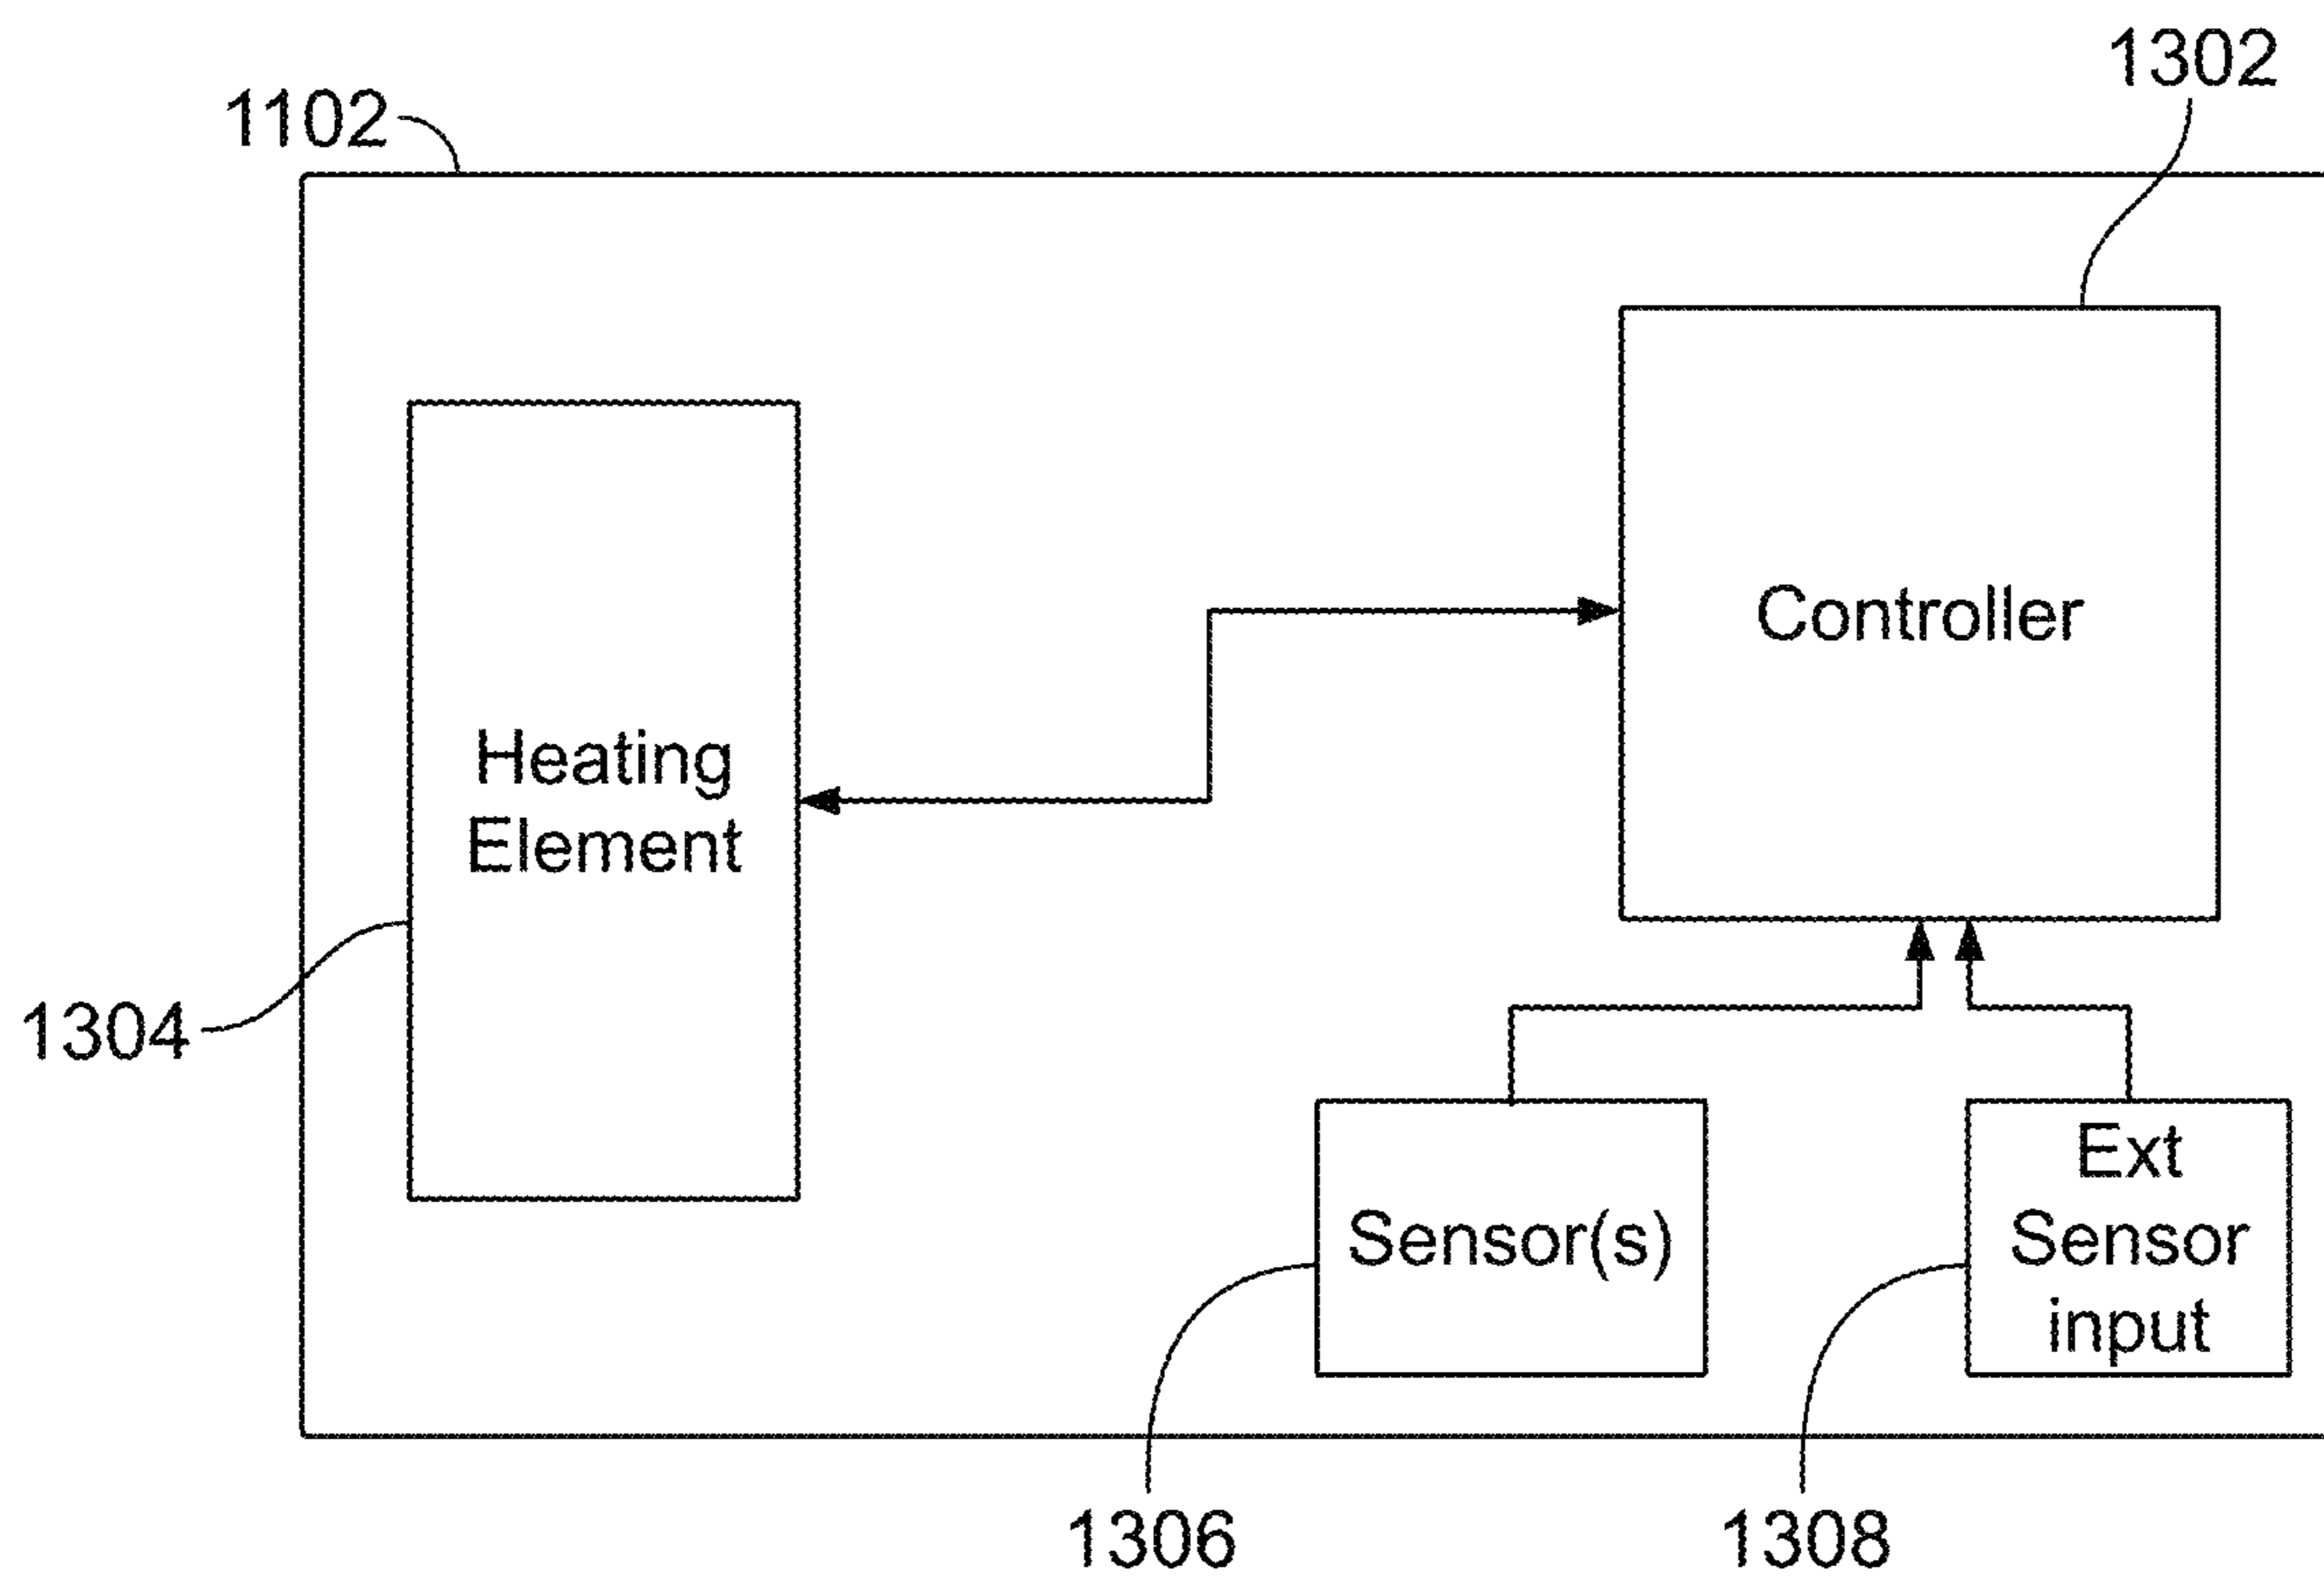 1302
1102
Controller
Heating
Element
1304
Ext
Sensor(s)
Sensor
input
1306
1308